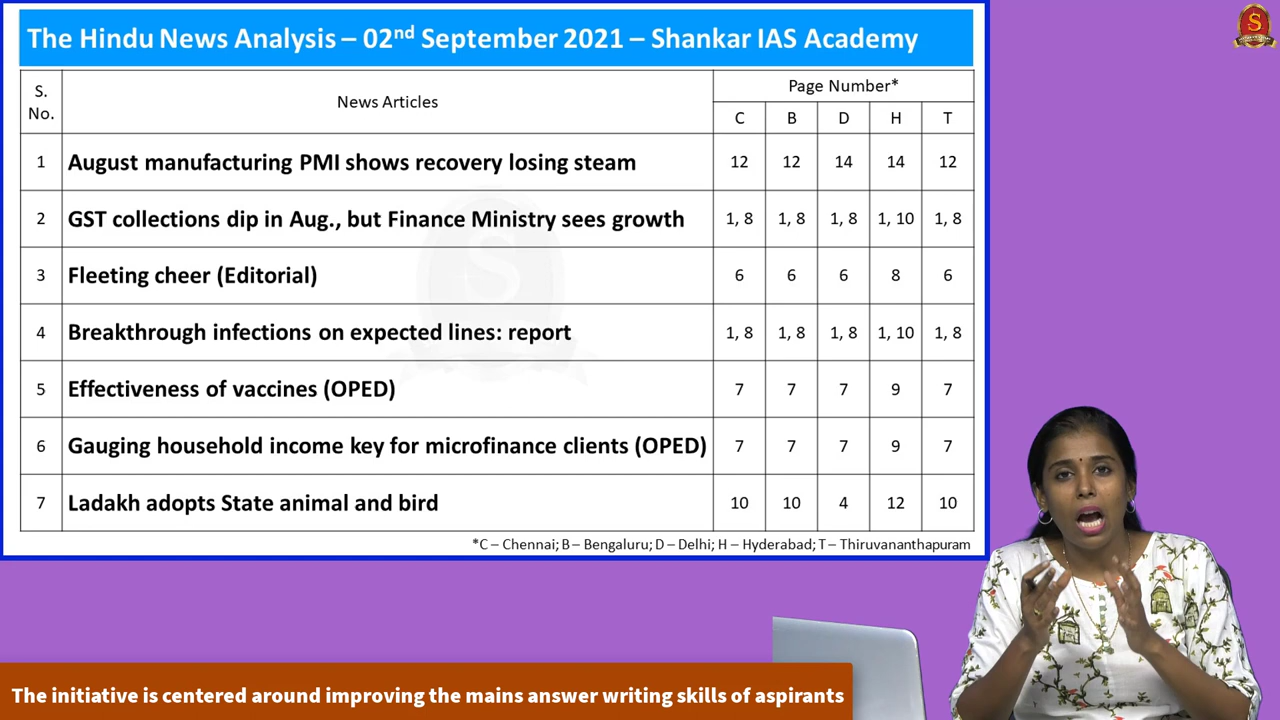 The Hindu News Analysis – 02nd September 2021 – Shankar IAS Academy
S. No. News Articles Page Number*
C B D H T
1 August manufacturing PMI shows recovery losing steam 12 12 14 14 12
2 GST collections dip in Aug., but Finance Ministry sees growth 1, 8 1, 8 1, 8 1, 10 1, 8
3 Fleeting cheer (Editorial) 6 6 6 8 6
4 Breakthrough infections on expected lines: report 1, 8 1, 8 1, 8 1, 10 1, 8
5 Effectiveness of vaccines (OPED) 7 7 7 9 7
6 Gauging household income key for microfinance clients (OPED) 7 7 7 9 7
7 Ladakh adopts State animal and bird 10 10 4 12 10
*C – Chennai; B – Bengaluru; D – Delhi; H – Hyderabad; T – Thiruvananthapuram
The initiative is centered around improving the mains answer writing skills of aspirants